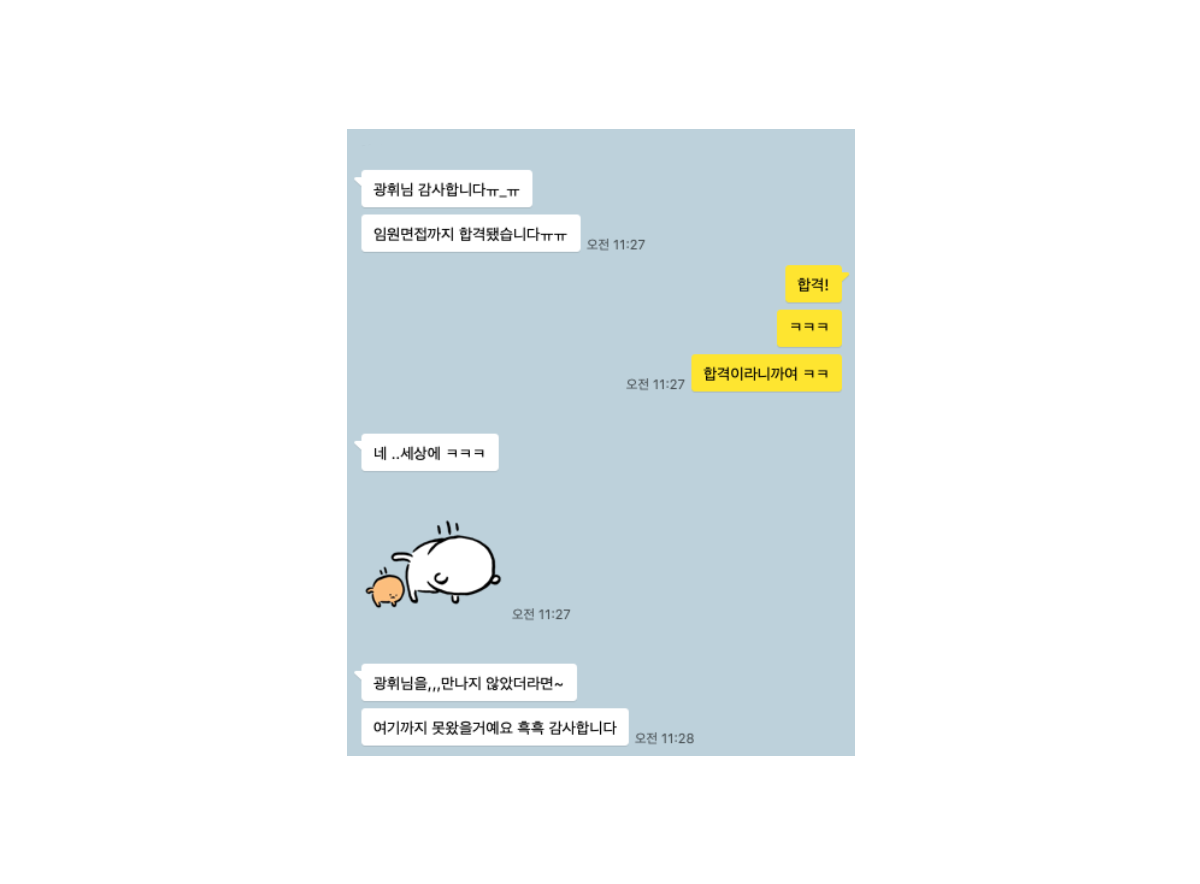 광휘님 감사합니다ㅠ_ㅠ
임원면접까지 합격됐습니다ㅠㅠ
오전 11:27
합격!
ㅋㅋㅋ
합격이라니까여 ㅋㅋ
오전 11:27
네 ..세상에 ㅋㅋㅋ
오전 11:27
광휘님을,,,만나지 않았더라면~
여기까지 못왔을거예요 흑흑 감사합니다
오전 11:28